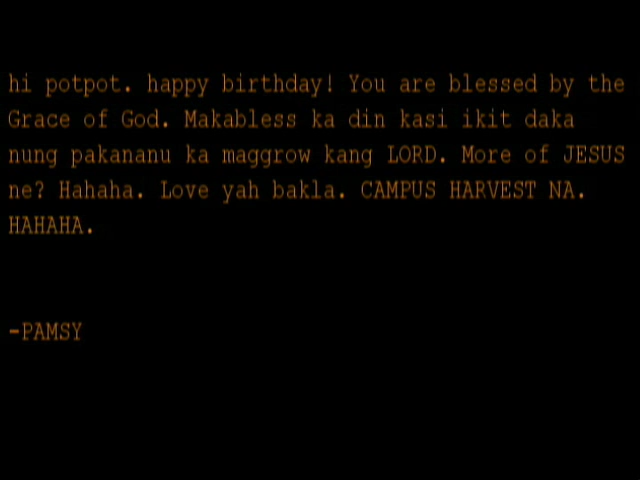 hi potpot. happy birthday! You are blessed by the
Grace of God. Makabless ka din kasi ikit daka
nung pakananu ka maggrow kang LORD. More of JESUS
ne? Hahaha. Love yah bakla. CAMPUS HARVEST NA.
HAHAHA.
-PAMSY